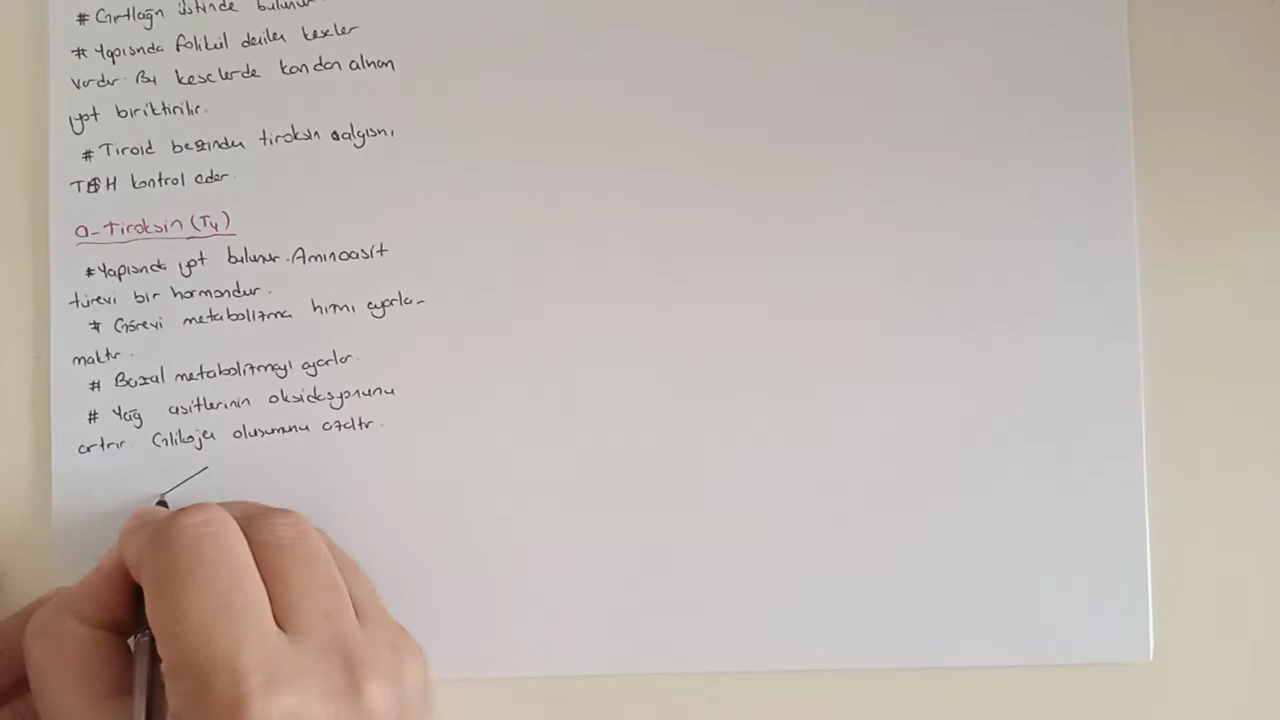 # Gırtlağın üstünde bulunur.
# Yapısında folikül denilen keseler
vardır. Bu keselerde kandan alınan
iyot biriktirilir.
# Tiroid bezinden tiroksin salgısını
TSH kontrol eder.
a-Tiroksin (T4)
# Yapısında iyot bulunur. Aminoasit
türevi bir hormondur.
# Görevi metabolizma hızını ayarla-
maktır.
# Bazal metabolizmayı ayarlar.
# Yağ asitlerinin oksidasyonunu
artırır. Glikojen oluşumunu azaltır.